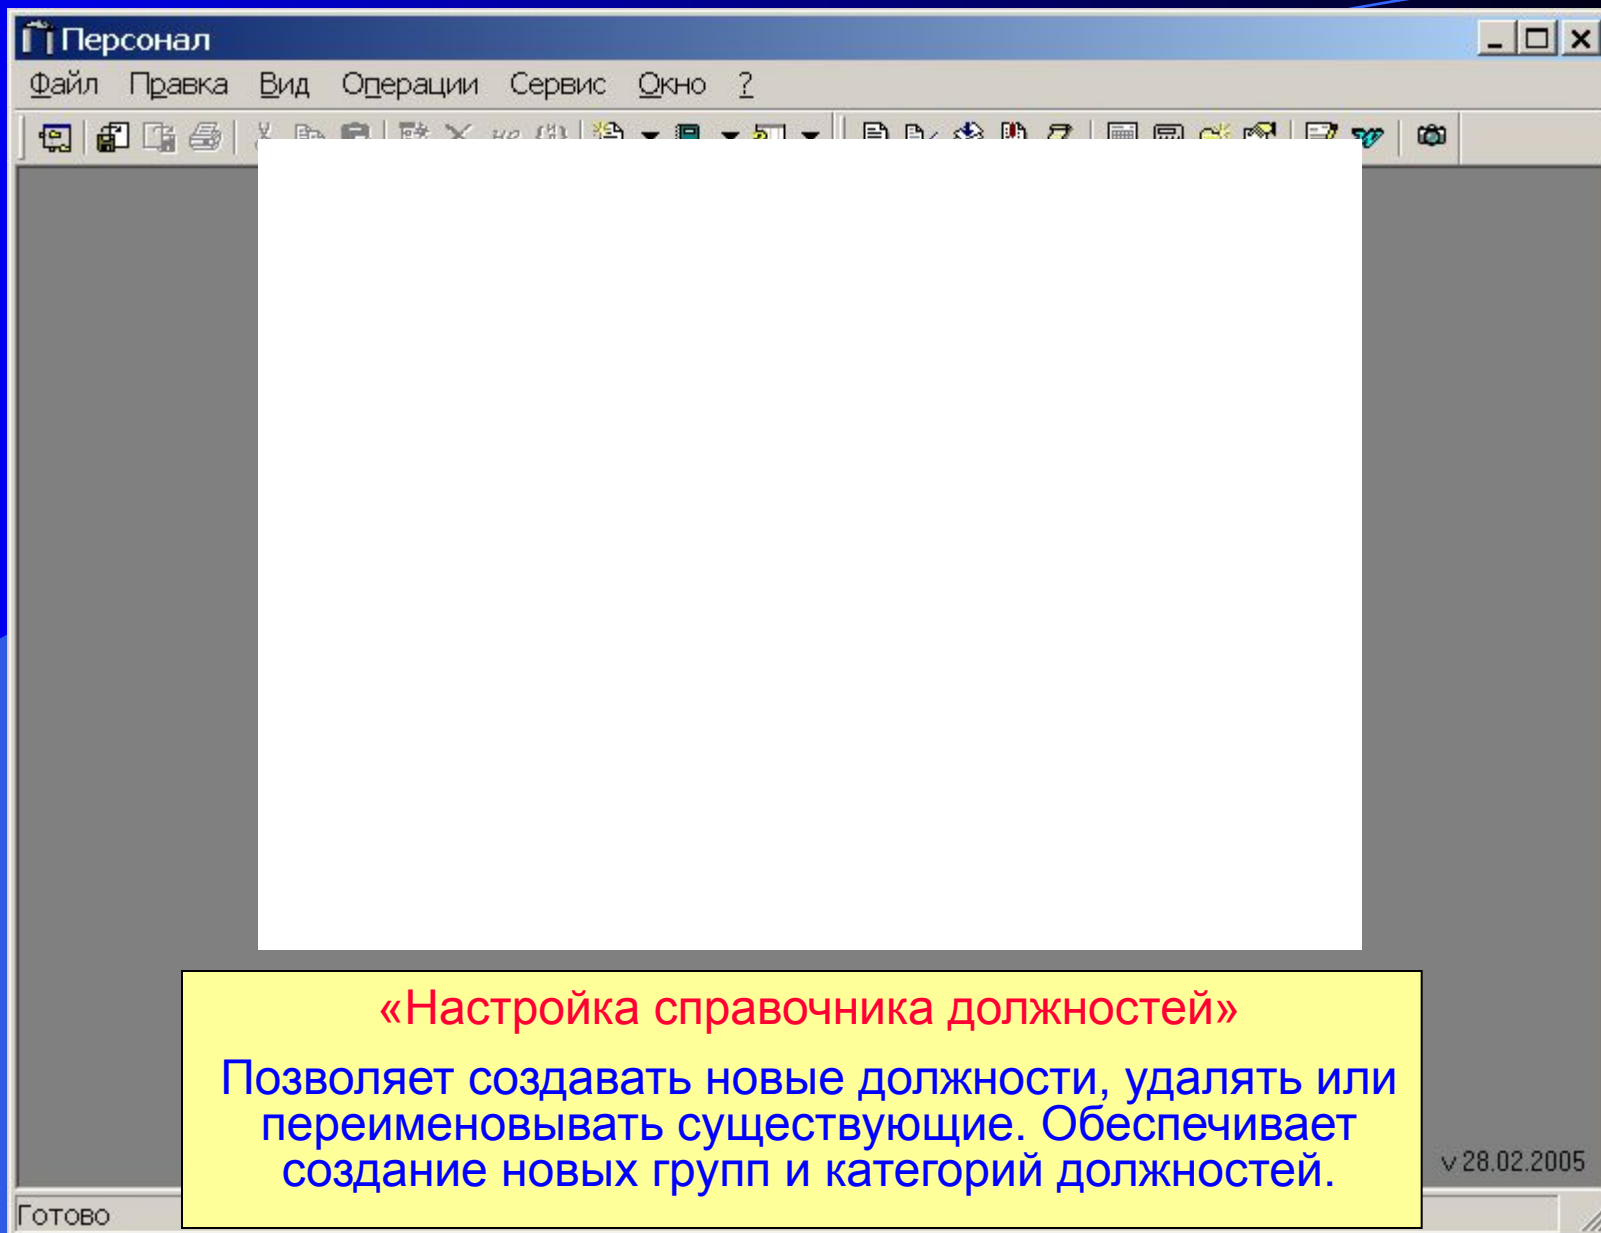 Персонал
Файл Правка Вид Операции Сервис Окно ?
«Настройка справочника должностей»
Позволяет создавать новые должности, удалять или
переименовывать существующие. Обеспечивает
создание новых групп и категорий должностей.
v 28.02.2005
Готово